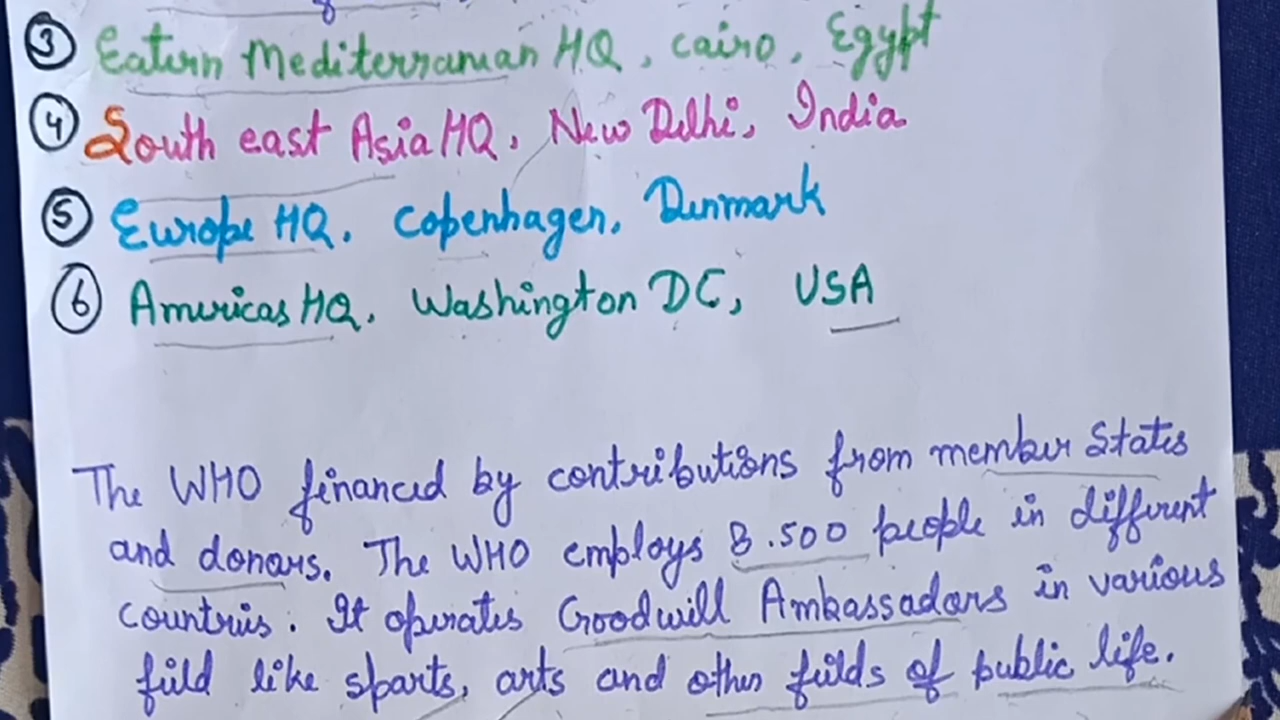 ③ Eatern Mediterranian HQ, Cairo, Egypt
④ South east Asia HQ, New Delhi, India
⑤ Europe HQ, Copenhagen, Denmark
⑥ Americas HQ, Washington DC, USA
The WHO financed by contributions from member States
and donors. The WHO employs 8.500 people in different
countries. It operates Goodwill Ambassadors in various
field like sparts, arts and other fields of public life.